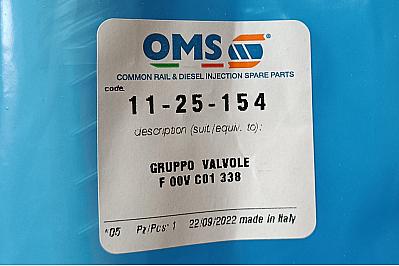 OMS ®
COMMON RAIL & DIESEL INJECTION SPARE PARTS
code:
11-25-154
description (suit./equiv. to):
GRUPPO VALVOLE
F 00V C01 338
*05 Pz/Pcs: 1 22/09/2022 made in Italy